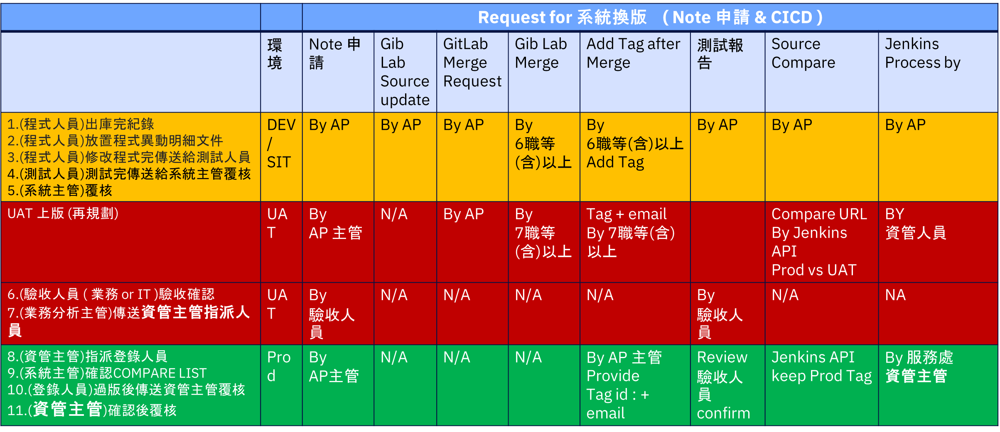 Request for 系統換版 ( Note 申請 & CICD )
環
境
Note 申
請
Gib
Lab
Source
update
GitLab
Merge
Request
Gib Lab
Merge
Add Tag after
Merge
測試報
告
Source
Compare
Jenkins
Process by
1.(程式人員)出庫完紀錄
2.(程式人員)放置程式異動明細文件
3.(程式人員)修改程式完傳送給測試人員
4.(測試人員)測試完傳送給系統主管覆核
5.(系統主管)覆核
DEV
/
SIT
By AP
By AP
By AP
By
6職等
(含)以上
By
6職等(含)以上
Add Tag
By AP
By AP
By AP
UAT 上版 (再規劃)
UA
T
By
AP 主管
N/A
By AP
By
7職等
(含)以上
Tag + email
By 7職等(含)
以上
Compare URL
By Jenkins
API
Prod vs UAT
BY
資管人員
6.(驗收人員 ( 業務 or IT )驗收確認
7.(業務分析主管)傳送資管主管指派人
員
UA
T
By
驗收人
員
N/A
N/A
N/A
N/A
By
驗收人
員
N/A
NA
8.(資管主管)指派登錄人員
9.(系統主管)確認COMPARE LIST
10.(登錄人員)過版後傳送資管主管覆核
11.(資管主管)確認後覆核
Pro
d
By
AP主管
N/A
N/A
N/A
By AP 主管
Provide
Tag id : +
email
Review
驗收人
員
confirm
Jenkins API
keep Prod Tag
By 服務處
資管主管